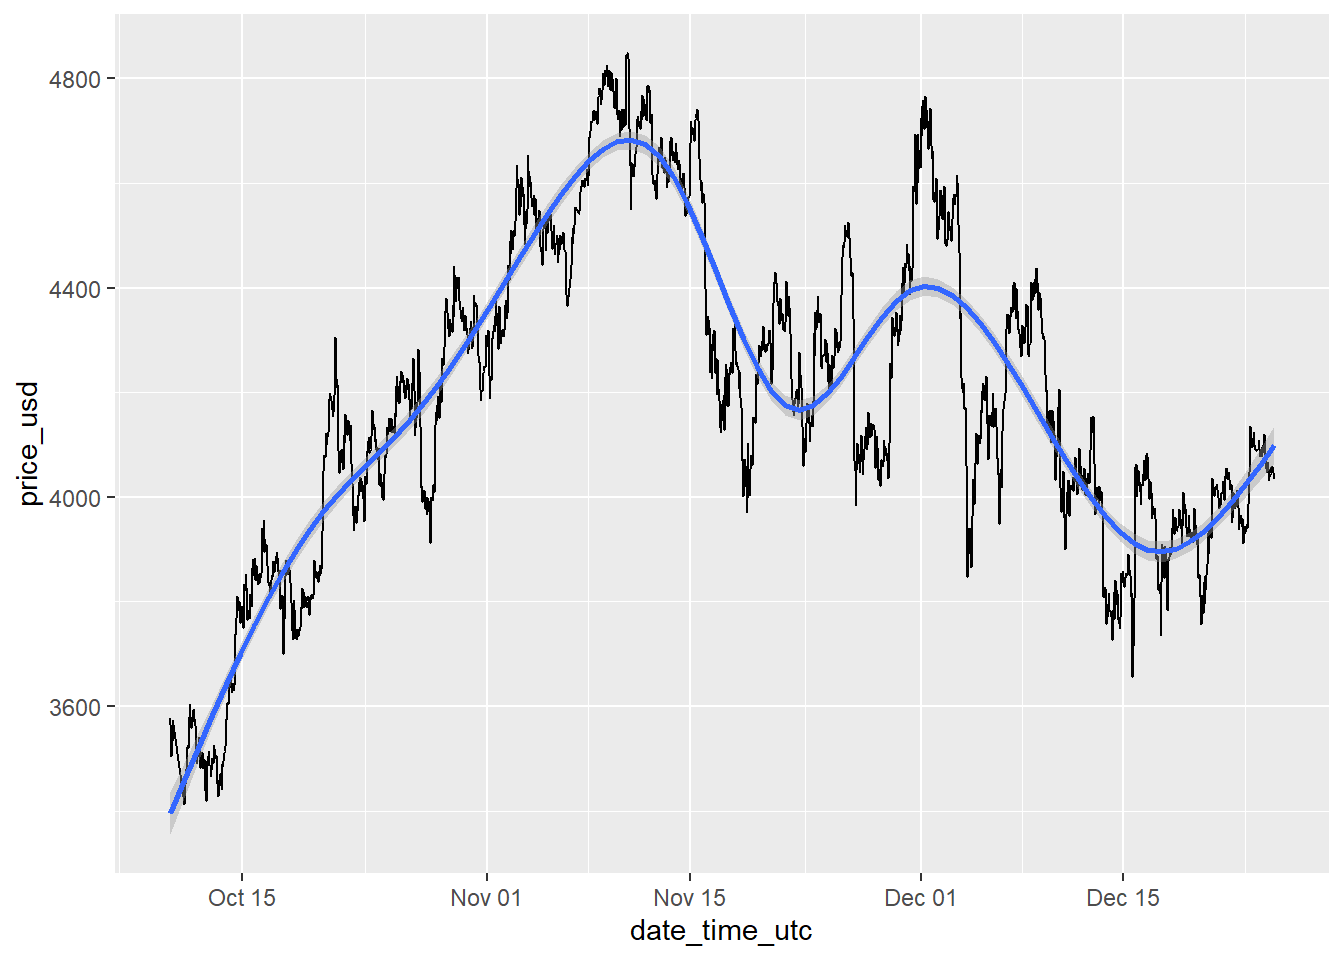 4800
4400
4000
3600
price_usd
Oct 15
Nov 01
Nov 15
Dec 01
Dec 15
date_time_utc